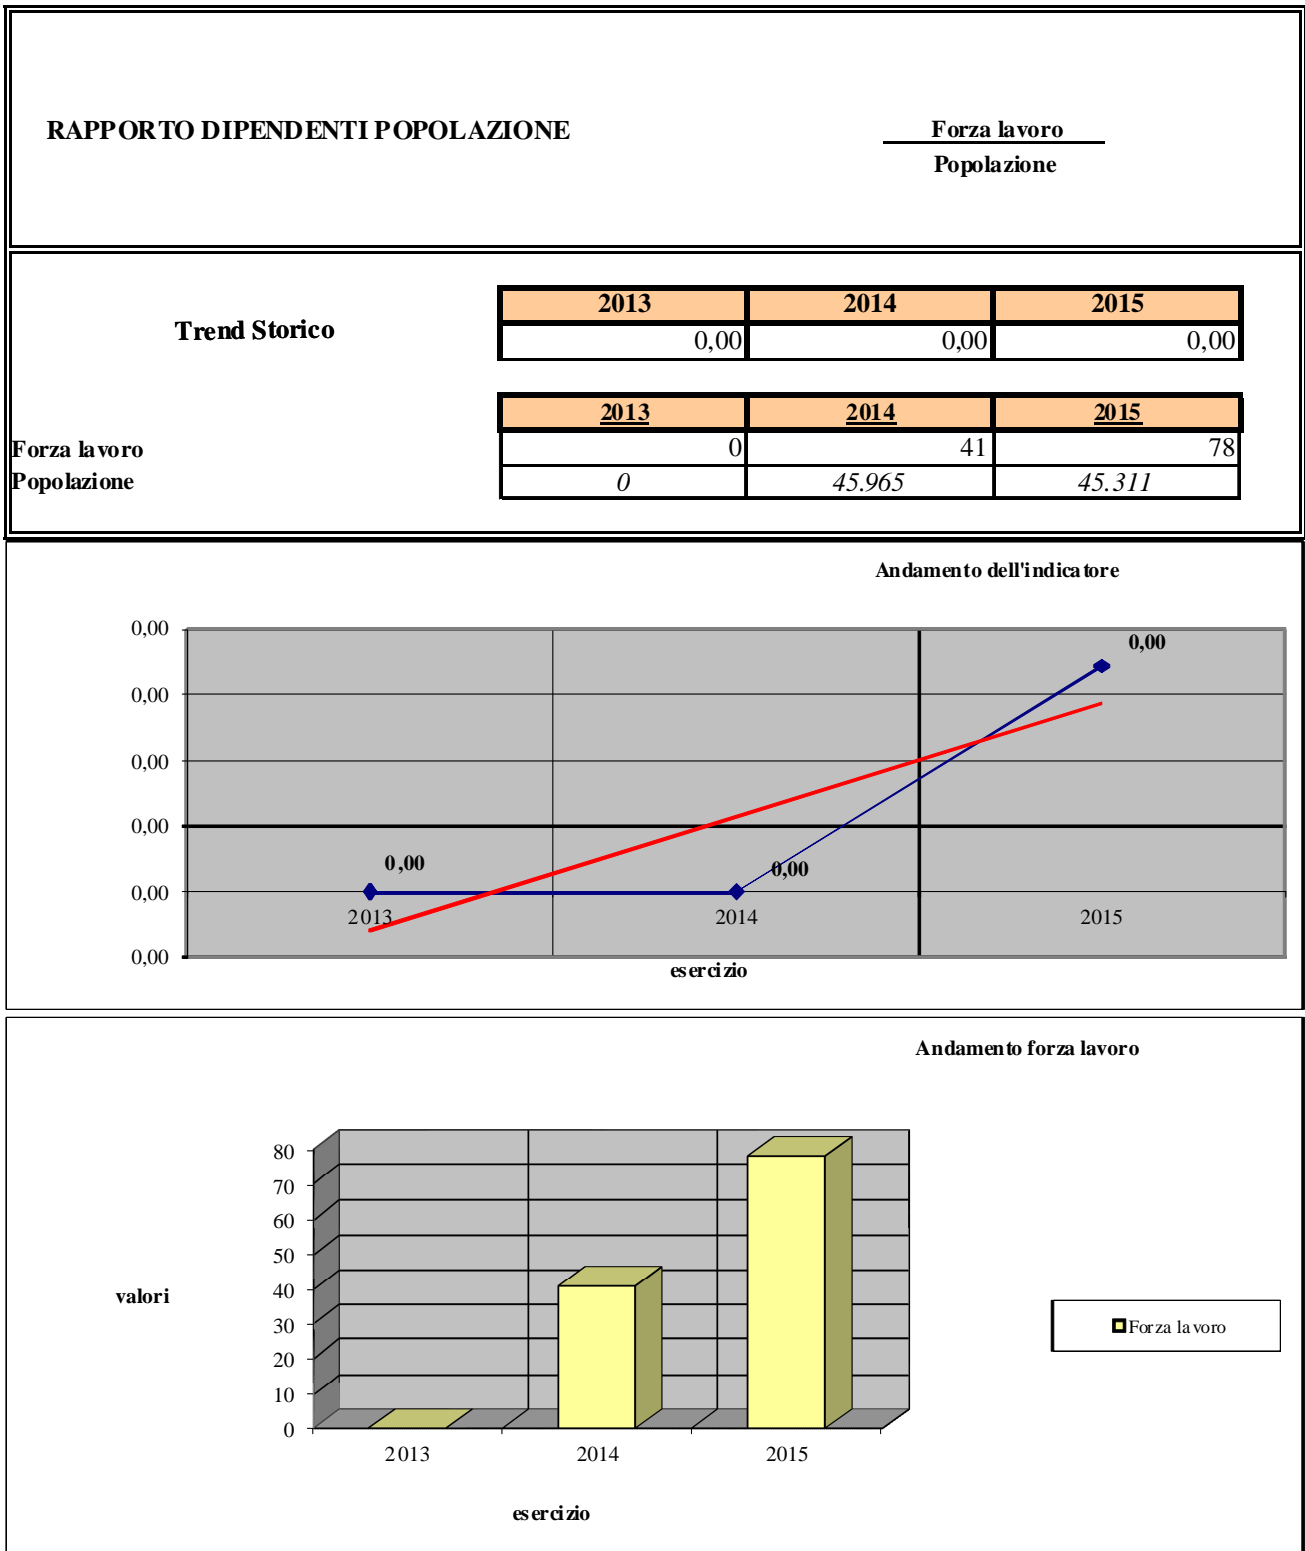 RAPPORTO DIPENDENTI POPOLAZIONE
Forza lavoro
Popolazione
2013 2014 2015
Trend Storico
0,00 0,00 0,00
2013 2014 2015
Forza lavoro 0 41 78
Popolazione 0 45.965 45.311
Andamento dell'indicatore
0,00
0,00
0,00
0,00
0,00
0,00
0,00
0,00
0,00
2013 2014 2015
esercizio
Andamento forza lavoro
80
70
60
50
40
30
20
10
0
valori
2013 2014 2015
esercizio
Forza lavoro